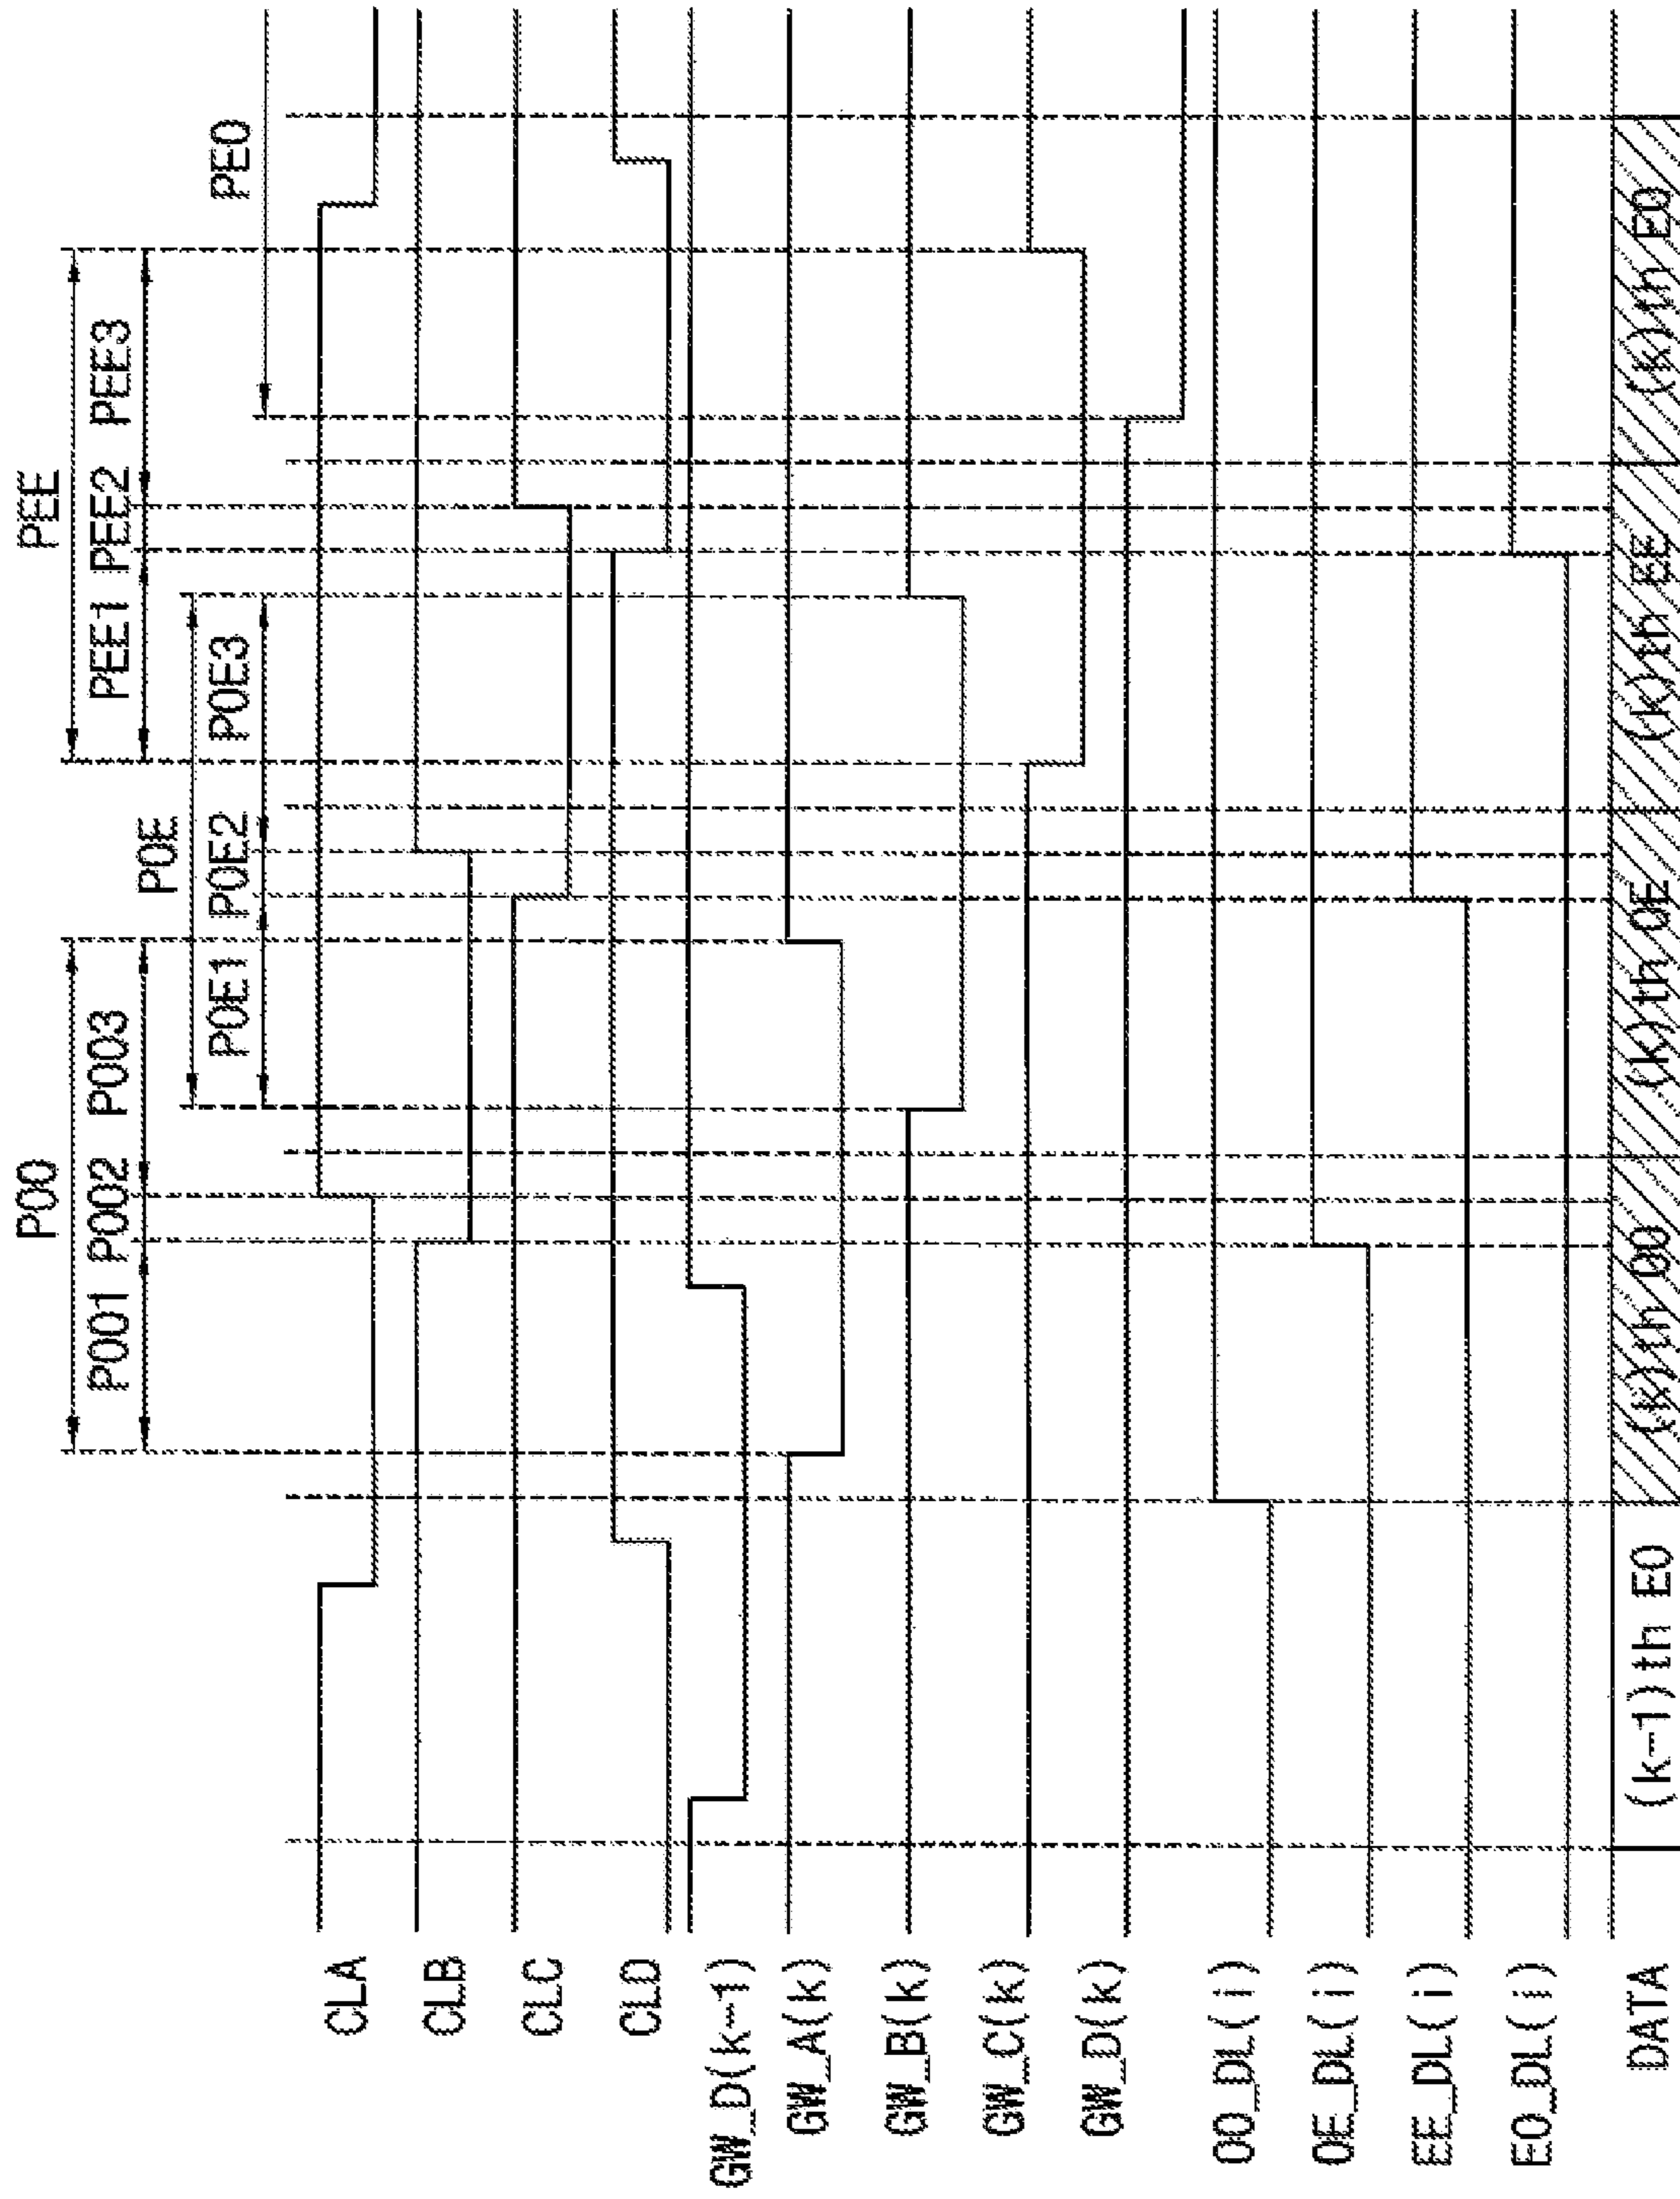 POO
PEE
POO1 POO2 POO3
PEE1 PEE2 PEE3
POE
POE1 POE2 POE3
PEO
CLA
CLB
CLC
CLD
GW_D(k-1)
GW_A(k)
GW_B(k)
GW_C(k)
GW_D(k)
OO_DL(i)
OE_DL(i)
EE_DL(i)
EO_DL(i)
DATA (k-1)th EO (k)th OO (k)th OE (k)th EE (k)th EO